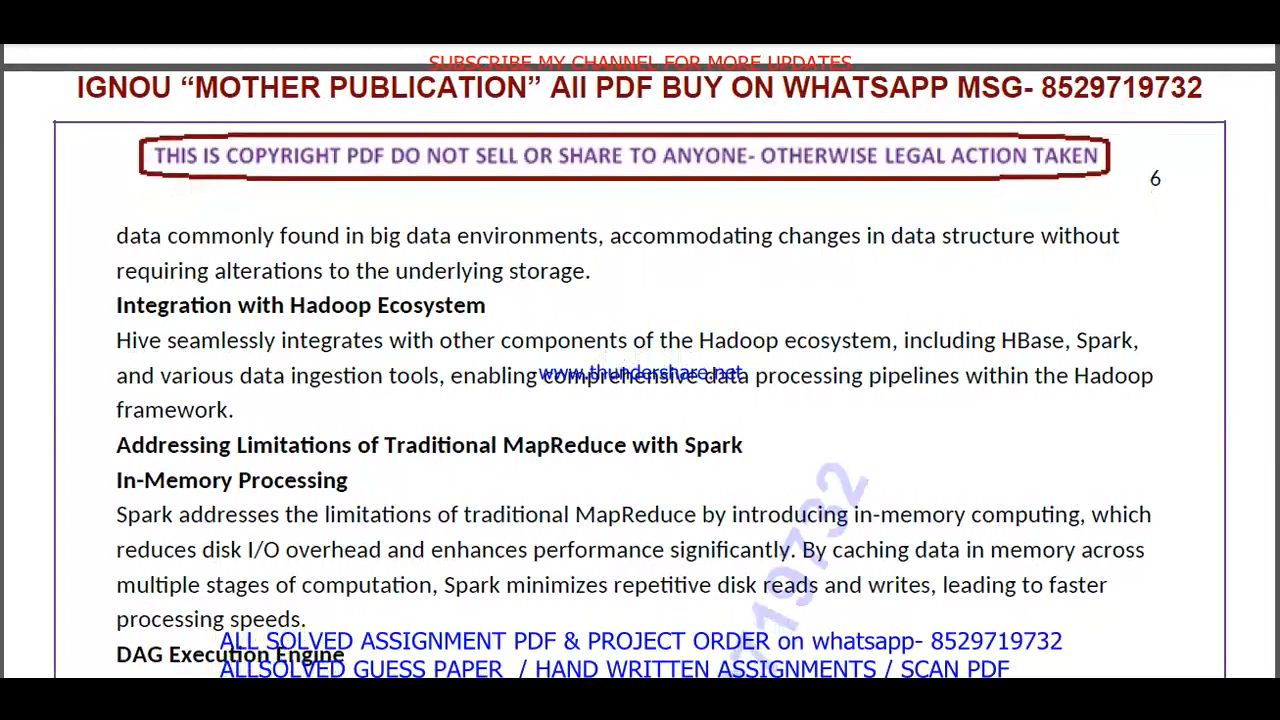 SUBSCRIBE MY CHANNEL FOR MORE UPDATES
IGNOU “MOTHER PUBLICATION” All PDF BUY ON WHATSAPP MSG- 8529719732
THIS IS COPYRIGHT PDF DO NOT SELL OR SHARE TO ANYONE- OTHERWISE LEGAL ACTION TAKEN
6
data commonly found in big data environments, accommodating changes in data structure without
requiring alterations to the underlying storage.
Integration with Hadoop Ecosystem
Hive seamlessly integrates with other components of the Hadoop ecosystem, including HBase, Spark,
www.thundershare.net
and various data ingestion tools, enabling comprehensive data processing pipelines within the Hadoop
framework.
Addressing Limitations of Traditional MapReduce with Spark
In-Memory Processing
Spark addresses the limitations of traditional MapReduce by introducing in-memory computing, which
reduces disk I/O overhead and enhances performance significantly. By caching data in memory across
multiple stages of computation, Spark minimizes repetitive disk reads and writes, leading to faster
processing speeds.
ALL SOLVED ASSIGNMENT PDF & PROJECT ORDER on whatsapp- 8529719732
DAG Execution Engine
ALLSOLVED GUESS PAPER / HAND WRITTEN ASSIGNMENTS / SCAN PDF